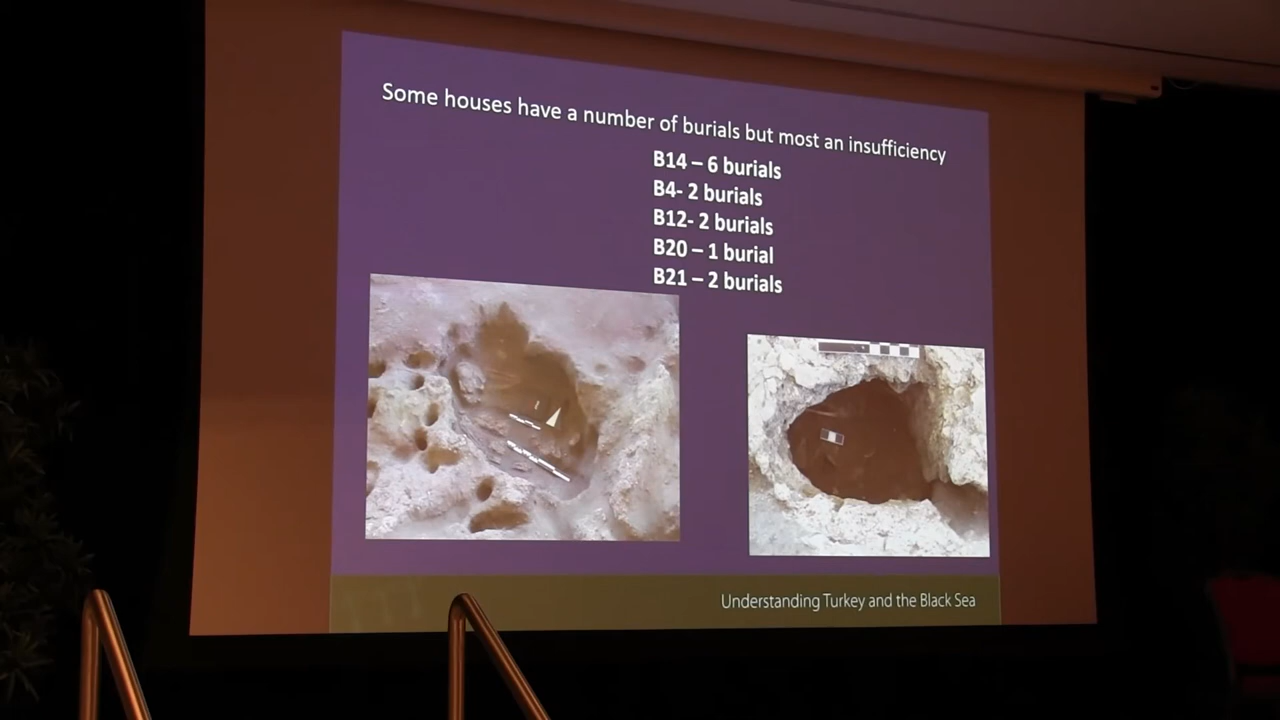 Some houses have a number of burials but most an insufficiency
B14 – 6 burials
B4- 2 burials
B12- 2 burials
B20 – 1 burial
B21 – 2 burials
Understanding Turkey and the Black Sea